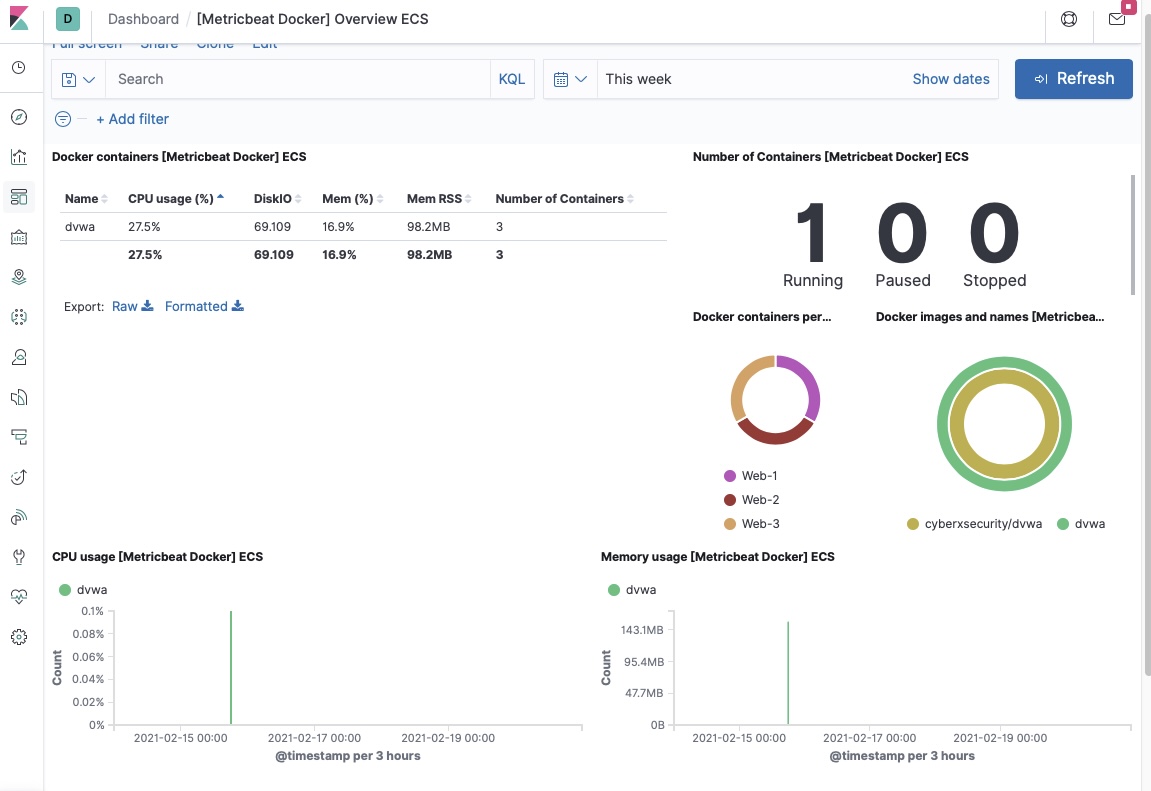 D Dashboard / [Metricbeat Docker] Overview ECS
Full screen Share Clone Edit
Search KQL This week Show dates Refresh
+ Add filter
Docker containers [Metricbeat Docker] ECS
Name CPU usage (%) DiskIO Mem (%) Mem RSS Number of Containers
dvwa 27.5% 69.109 16.9% 98.2MB 3
27.5% 69.109 16.9% 98.2MB 3
Export: Raw Formatted
Number of Containers [Metricbeat Docker] ECS
1 0 0
Running Paused Stopped
Docker containers per...
Web-1
Web-2
Web-3
Docker images and names [Metricbea...
cyberxsecurity/dvwa dvwa
CPU usage [Metricbeat Docker] ECS
dvwa
0.1%
0.08%
0.06%
0.04%
0.02%
0%
Count
2021-02-15 00:00 2021-02-17 00:00 2021-02-19 00:00
@timestamp per 3 hours
Memory usage [Metricbeat Docker] ECS
dvwa
143.1MB
95.4MB
47.7MB
0B
Count
2021-02-15 00:00 2021-02-17 00:00 2021-02-19 00:00
@timestamp per 3 hours